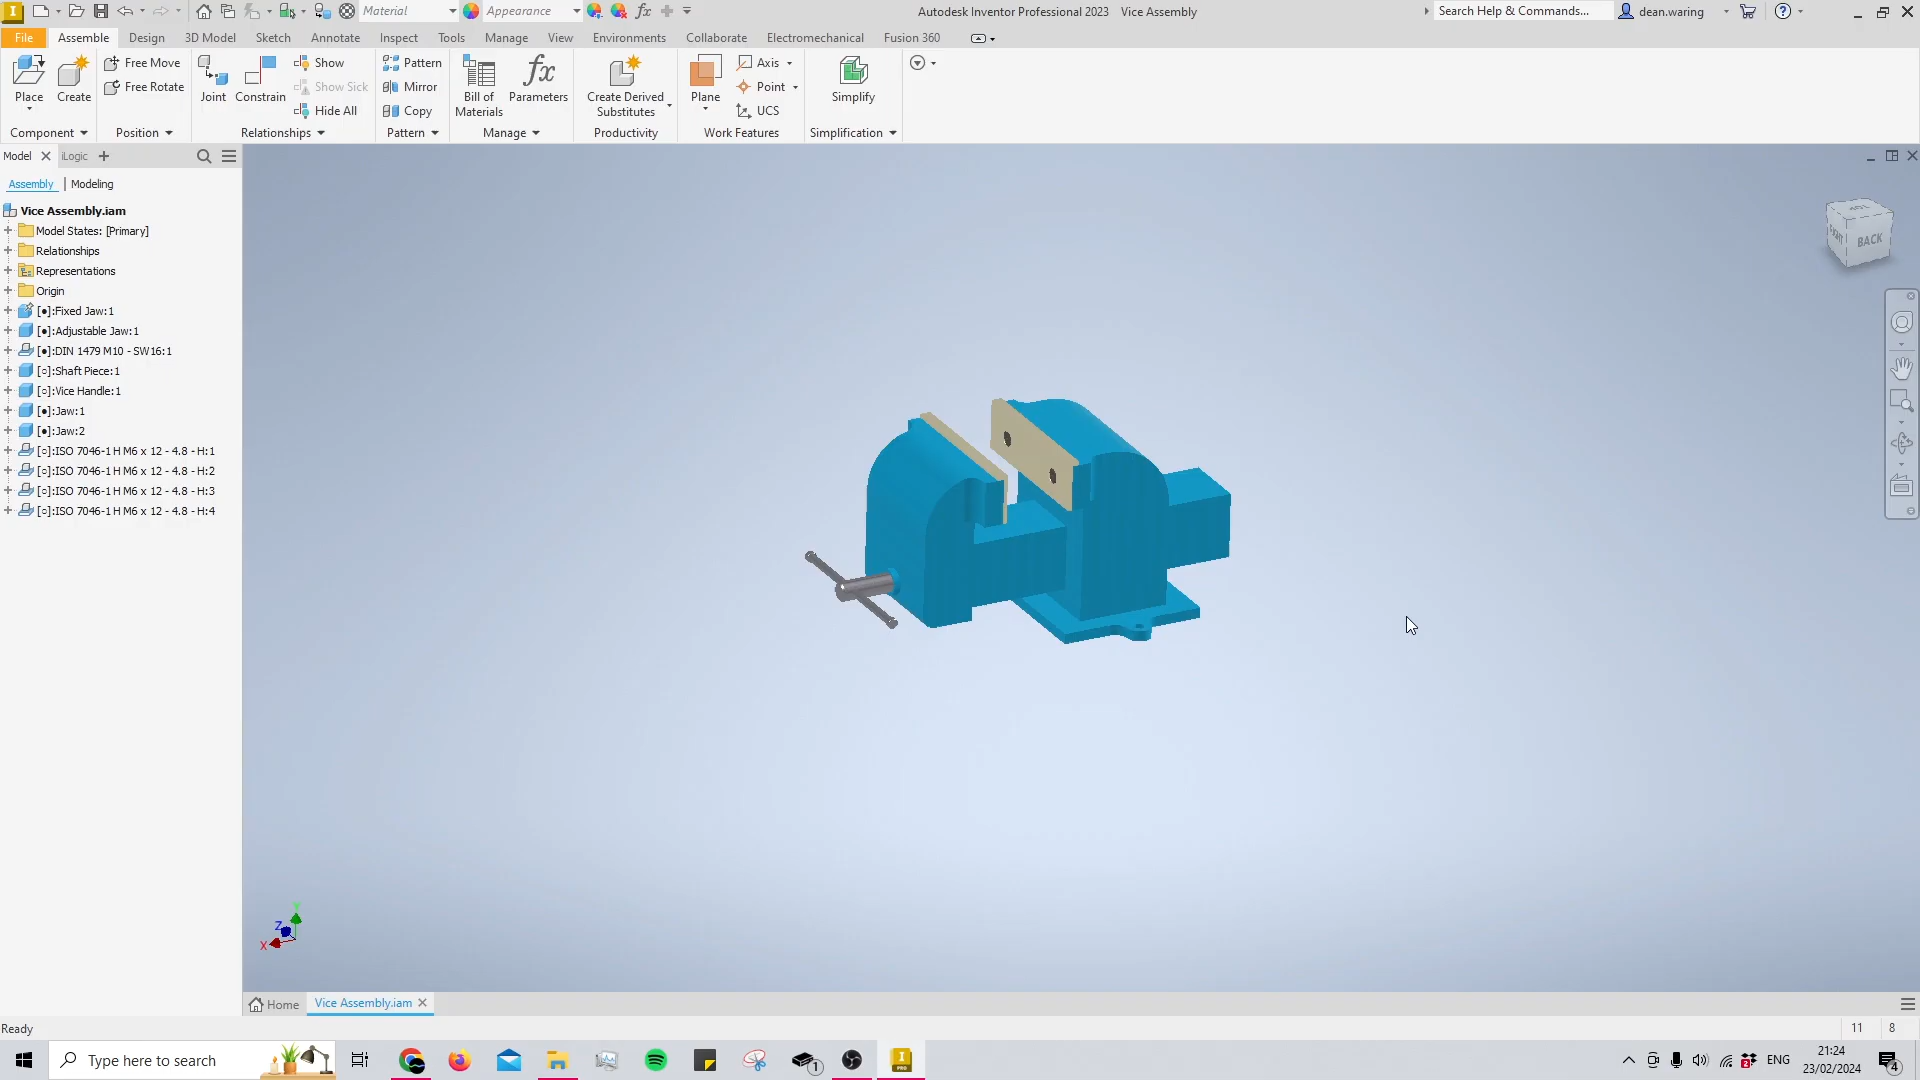 Material
Appearance
Autodesk Inventor Professional 2023 Vice Assembly
Search Help & Commands...
dean.waring
File Assemble Design 3D Model Sketch Annotate Inspect Tools Manage View Environments Collaborate Electromechanical Fusion 360
Place
Create
Free Move
Free Rotate
Joint
Constrain
Show
Show Sick
Hide All
Pattern
Mirror
Copy
Bill of
Materials
fx
Parameters
Create Derived
Substitutes
Plane
Axis
Point
UCS
Simplify
Component Position Relationships Pattern Manage Productivity Work Features Simplification
Model iLogic
Assembly Modeling
Vice Assembly.iam
Model States: [Primary]
Relationships
Representations
Origin
[●]:Fixed Jaw:1
[●]:Adjustable Jaw:1
[●]:DIN 1479 M10 - SW16:1
[○]:Shaft Piece:1
[○]:Vice Handle:1
[●]:Jaw:1
[●]:Jaw:2
[○]:ISO 7046-1 H M6 x 12 - 4.8 - H:1
[○]:ISO 7046-1 H M6 x 12 - 4.8 - H:2
[○]:ISO 7046-1 H M6 x 12 - 4.8 - H:3
[○]:ISO 7046-1 H M6 x 12 - 4.8 - H:4
BACK
Z
X
Home Vice Assembly.iam
Ready
11 8
Type here to search
ENG
21:24
23/02/2024